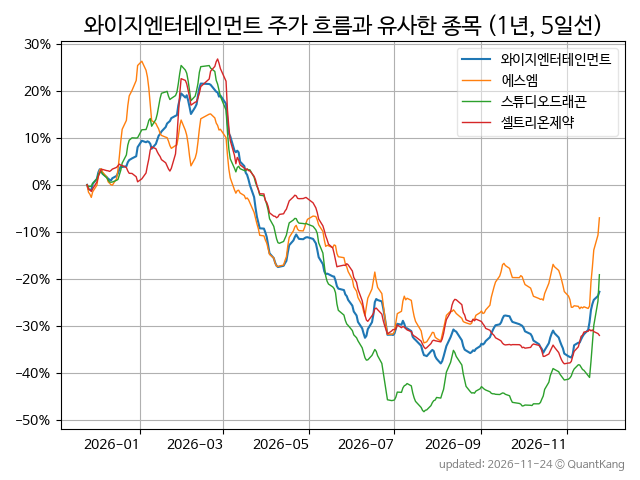 와이지엔터테인먼트 주가 흐름과 유사한 종목 (1년, 5일선)
30%
20%
10%
0%
−10%
−20%
−30%
−40%
−50%
와이지엔터테인먼트
에스엠
스튜디오드래곤
셀트리온제약
2026-01
2026-03
2026-05
2026-07
2026-09
2026-11
updated: 2026-11-24 © QuantKang